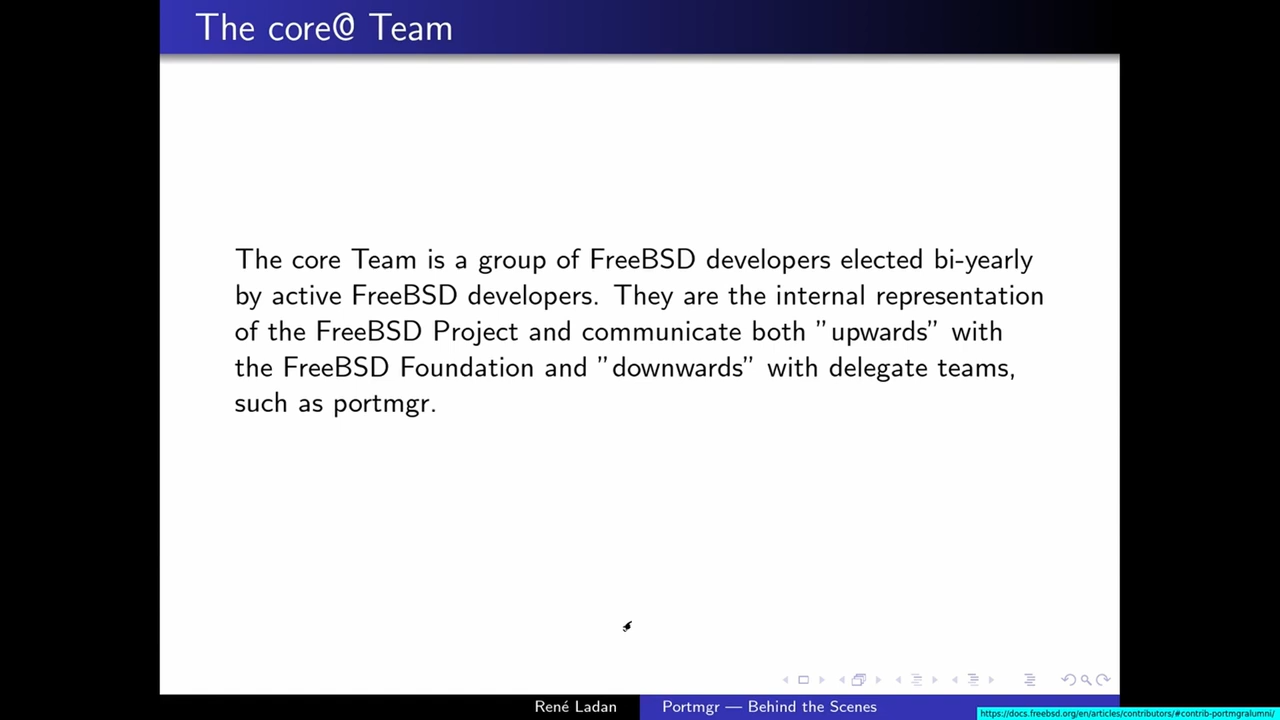 The core@ Team
The core Team is a group of FreeBSD developers elected bi-yearly
by active FreeBSD developers. They are the internal representation
of the FreeBSD Project and communicate both ”upwards” with
the FreeBSD Foundation and ”downwards” with delegate teams,
such as portmgr.
René Ladan
Portmgr — Behind the Scenes
https://docs.freebsd.org/en/articles/contributors/#contrib-portmgralumni/